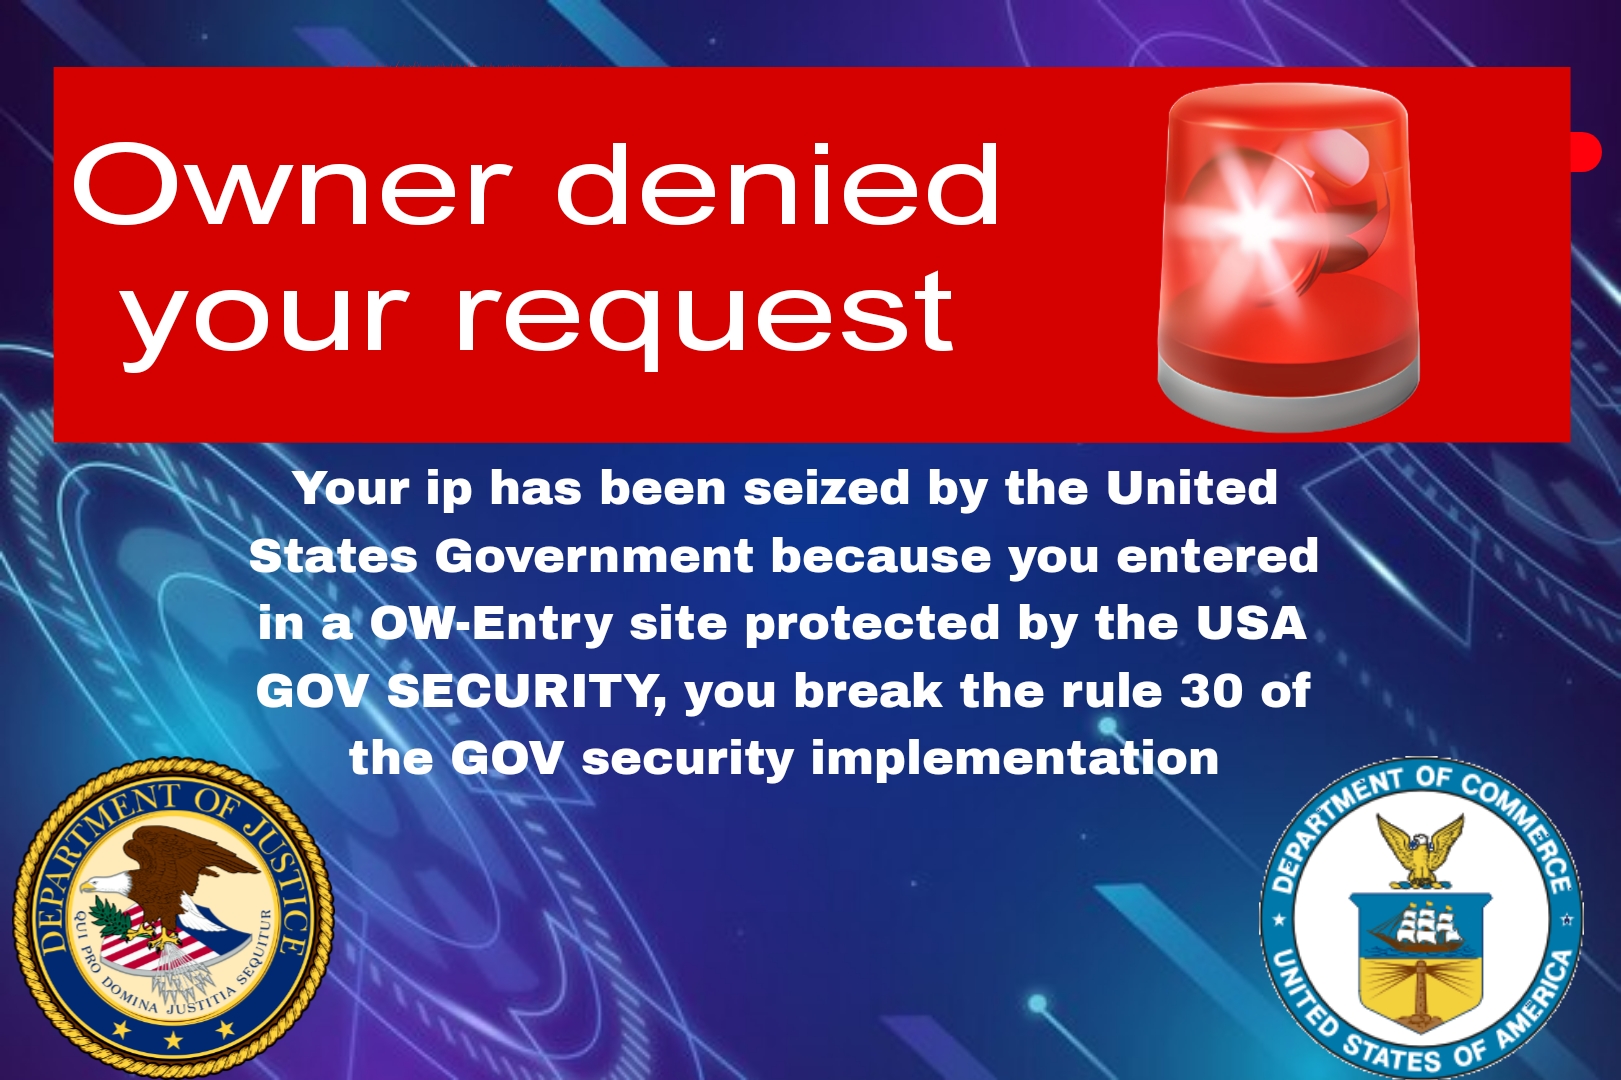 Owner denied
your request
Your ip has been seized by the United
States Government because you entered
in a OW-Entry site protected by the USA
GOV SECURITY, you break the rule 30 of
the GOV security implementation
DEPARTMENT OF JUSTICE
QUI PRO DOMINA JUSTITIA SEQUITUR
DEPARTMENT OF COMMERCE
UNITED STATES OF AMERICA